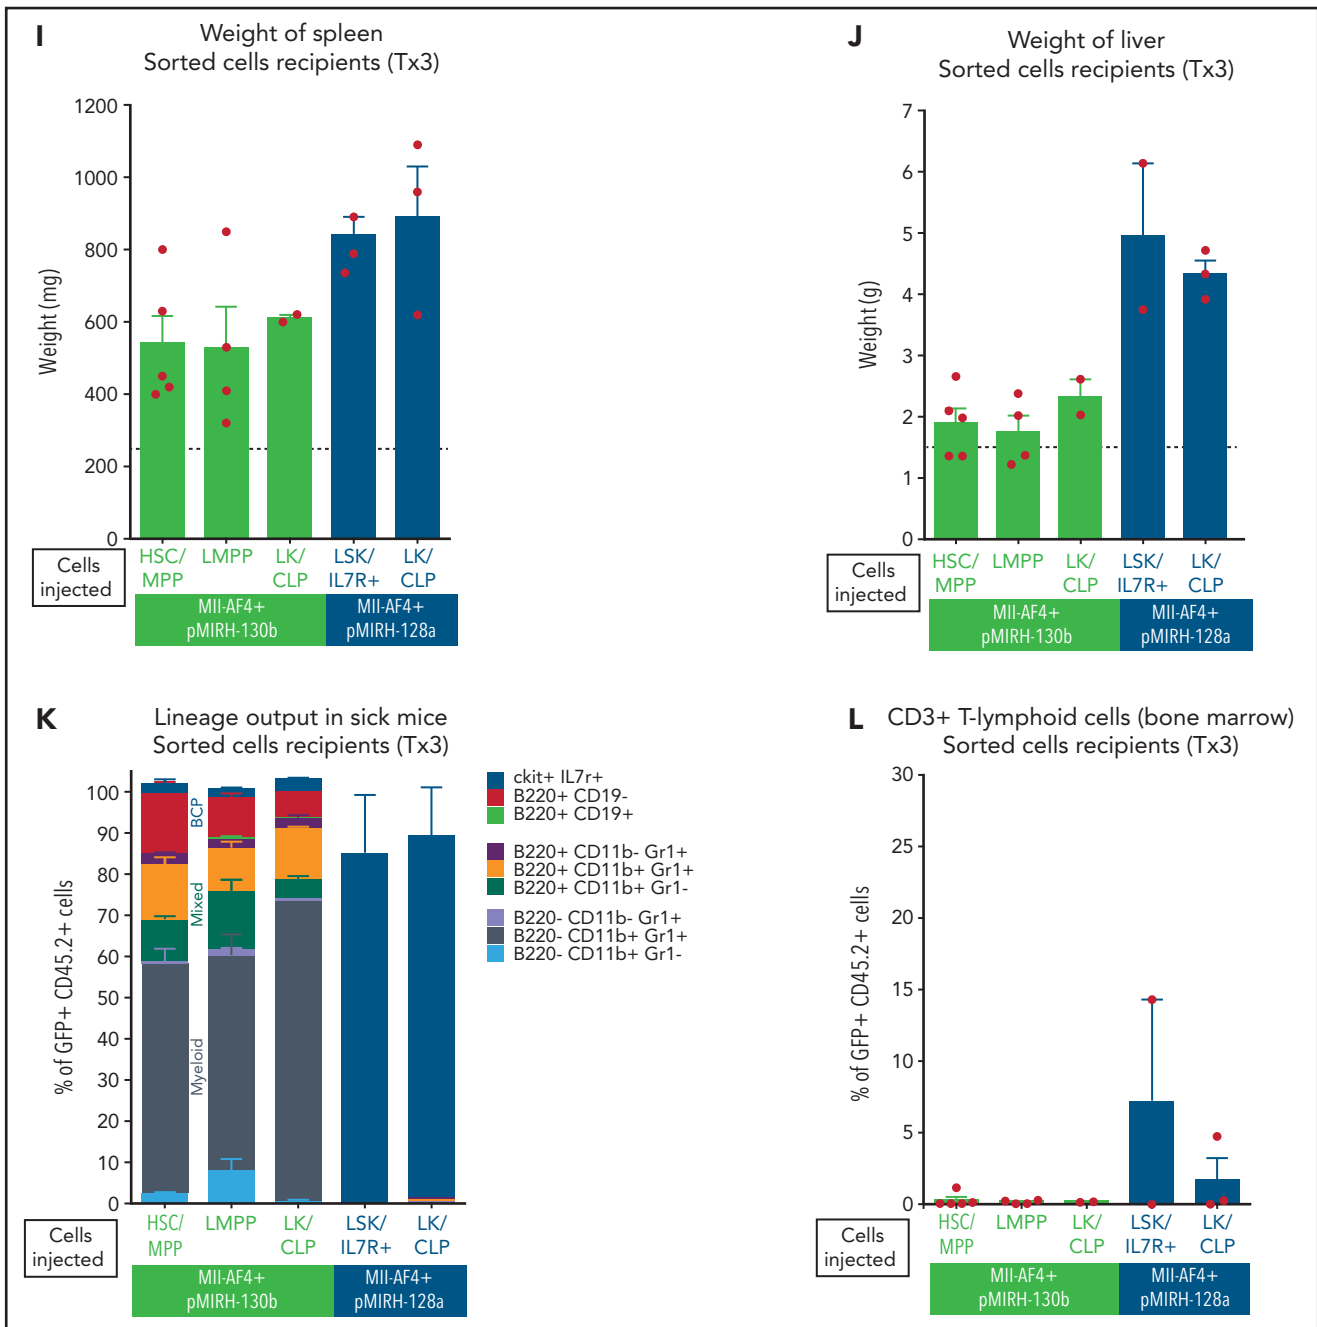 I
Weight of spleen
Sorted cells recipients (Tx3)
Weight (mg)
1200
1000
800
600
400
200
0
Cells
injected
HSC/
MPP
LMPP
LK/
CLP
LSK/
IL7R+
LK/
CLP
MII-AF4+
pMIRH-130b
MII-AF4+
pMIRH-128a
J
Weight of liver
Sorted cells recipients (Tx3)
Weight (g)
7
6
5
4
3
2
1
0
Cells
injected
HSC/
MPP
LMPP
LK/
CLP
LSK/
IL7R+
LK/
CLP
MII-AF4+
pMIRH-130b
MII-AF4+
pMIRH-128a
K
Lineage output in sick mice
Sorted cells recipients (Tx3)
% of GFP+ CD45.2+ cells
100
90
80
70
60
50
40
30
20
10
0
BCP
Mixed
Myeloid
ckit+ IL7r+
B220+ CD19-
B220+ CD19+
B220+ CD11b- Gr1+
B220+ CD11b+ Gr1+
B220+ CD11b+ Gr1-
B220- CD11b- Gr1+
B220- CD11b+ Gr1+
B220- CD11b+ Gr1-
Cells
injected
HSC/
MPP
LMPP
LK/
CLP
LSK/
IL7R+
LK/
CLP
MII-AF4+
pMIRH-130b
MII-AF4+
pMIRH-128a
L
CD3+ T-lymphoid cells (bone marrow)
Sorted cells recipients (Tx3)
% of GFP+ CD45.2+ cells
30
25
20
15
10
5
0
Cells
injected
HSC/
MPP
LMPP
LK/
CLP
LSK/
IL7R+
LK/
CLP
MII-AF4+
pMIRH-130b
MII-AF4+
pMIRH-128a